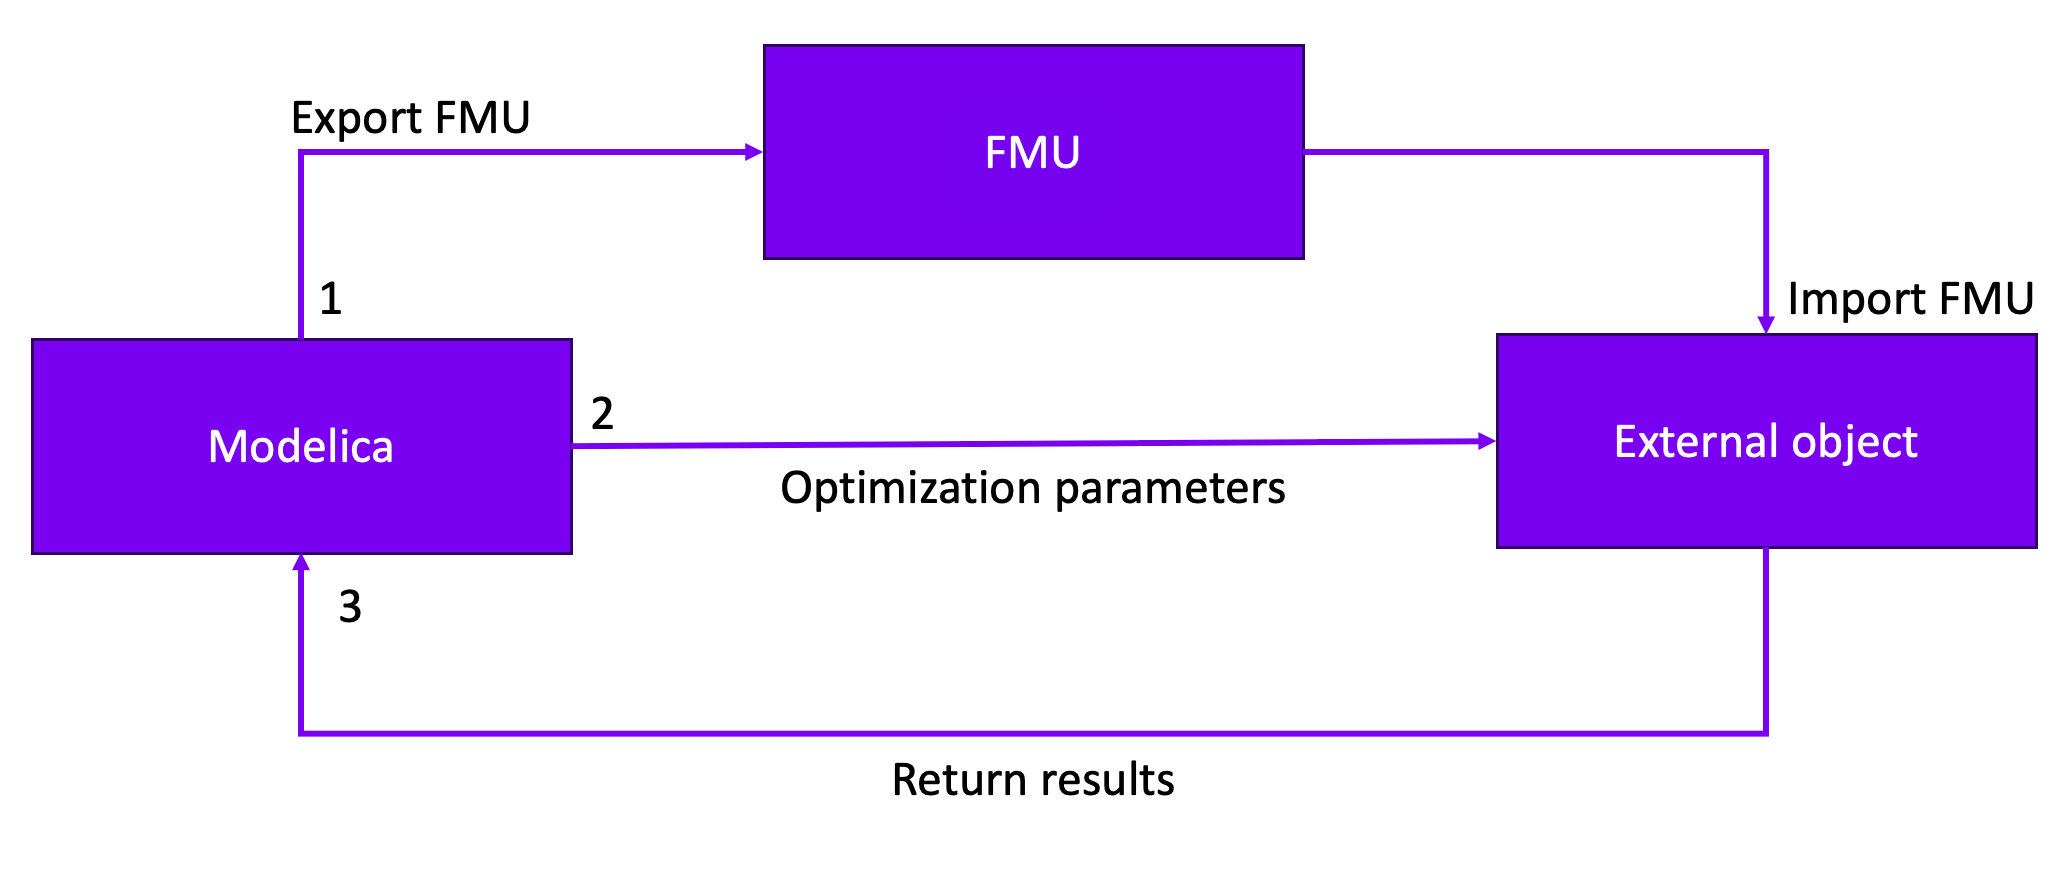 Export FMU
FMU
1
Import FMU
Modelica
2
External object
Optimization parameters
3
Return results